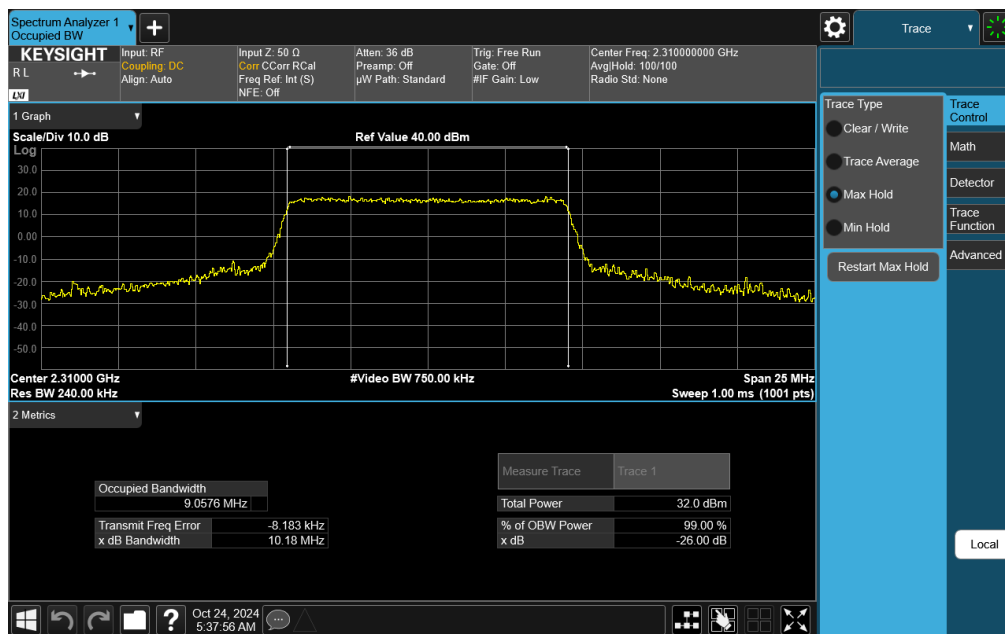 Spectrum Analyzer 1
Occupied BW
Trace
KEYSIGHT
R L
LXI
Input: RF
Coupling: DC
Align: Auto
Input Z: 50 Ω
Corr CCorr RCal
Freq Ref: Int (S)
NFE: Off
Atten: 36 dB
Preamp: Off
µW Path: Standard
Trig: Free Run
Gate: Off
#IF Gain: Low
Center Freq: 2.310000000 GHz
Avg|Hold: 100/100
Radio Std: None
1 Graph
Scale/Div 10.0 dB
Ref Value 40.00 dBm
Log
30.0
20.0
10.0
0.00
-10.0
-20.0
-30.0
-40.0
-50.0
Center 2.31000 GHz
#Video BW 750.00 kHz
Span 25 MHz
Res BW 240.00 kHz
Sweep 1.00 ms (1001 pts)
2 Metrics
Measure Trace
Trace 1
Occupied Bandwidth
9.0576 MHz
Total Power
32.0 dBm
Transmit Freq Error
-8.183 kHz
% of OBW Power
99.00 %
x dB Bandwidth
10.18 MHz
x dB
-26.00 dB
Oct 24, 2024
5:37:56 AM
Trace Type
Clear / Write
Trace Average
Max Hold
Min Hold
Restart Max Hold
Trace
Control
Math
Detector
Trace
Function
Advanced
Local